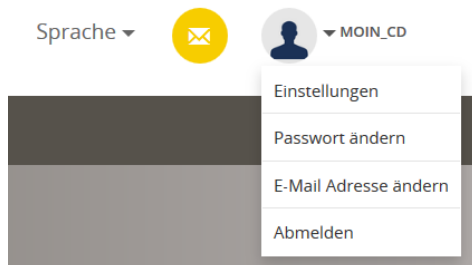 Sprache
MOIN_CD
Einstellungen
Passwort ändern
E-Mail Adresse ändern
Abmelden